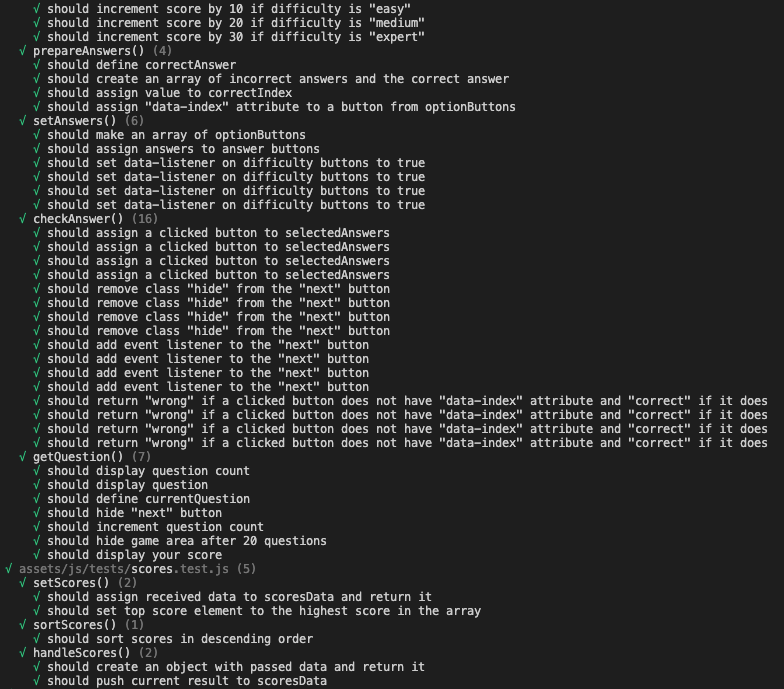 √ should increment score by 10 if difficulty is "easy"
√ should increment score by 20 if difficulty is "medium"
√ should increment score by 30 if difficulty is "expert"
√ prepareAnswers() (4)
√ should define correctAnswer
√ should create an array of incorrect answers and the correct answer
√ should assign value to correctIndex
√ should assign "data-index" attribute to a button from optionButtons
√ setAnswers() (6)
√ should make an array of optionButtons
√ should assign answers to answer buttons
√ should set data-listener on difficulty buttons to true
√ should set data-listener on difficulty buttons to true
√ should set data-listener on difficulty buttons to true
√ should set data-listener on difficulty buttons to true
√ checkAnswer() (16)
√ should assign a clicked button to selectedAnswers
√ should assign a clicked button to selectedAnswers
√ should assign a clicked button to selectedAnswers
√ should assign a clicked button to selectedAnswers
√ should remove class "hide" from the "next" button
√ should remove class "hide" from the "next" button
√ should remove class "hide" from the "next" button
√ should remove class "hide" from the "next" button
√ should add event listener to the "next" button
√ should add event listener to the "next" button
√ should add event listener to the "next" button
√ should add event listener to the "next" button
√ should return "wrong" if a clicked button does not have "data-index" attribute and "correct" if it does
√ should return "wrong" if a clicked button does not have "data-index" attribute and "correct" if it does
√ should return "wrong" if a clicked button does not have "data-index" attribute and "correct" if it does
√ should return "wrong" if a clicked button does not have "data-index" attribute and "correct" if it does
√ getQuestion() (7)
√ should display question count
√ should display question
√ should define currentQuestion
√ should hide "next" button
√ should increment question count
√ should hide game area after 20 questions
√ should display your score
√ assets/js/tests/scores.test.js (5)
√ setScores() (2)
√ should assign received data to scoresData and return it
√ should set top score element to the highest score in the array
√ sortScores() (1)
√ should sort scores in descending order
√ handleScores() (2)
√ should create an object with passed data and return it
√ should push current result to scoresData